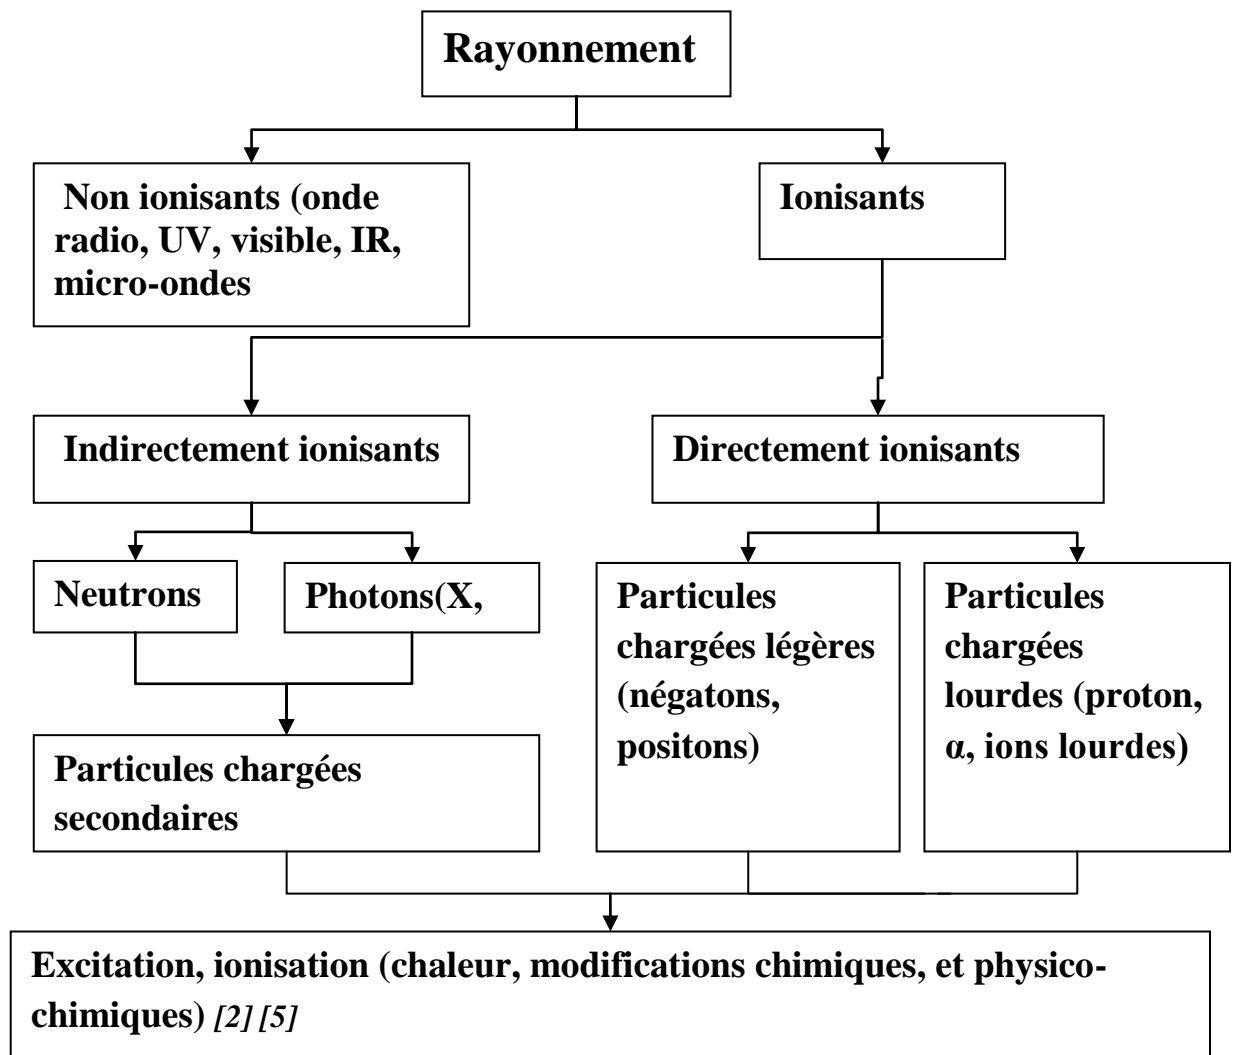 Rayonnement
Non ionisants (onde
radio, UV, visible, IR,
micro-ondes
Ionisants
Indirectement ionisants
Directement ionisants
Neutrons
Photons(X,
Particules
chargées légères
(négatons,
positons)
Particules
chargées
lourdes (proton,
α, ions lourdes)
Particules chargées
secondaires
Excitation, ionisation (chaleur, modifications chimiques, et physico-
chimiques) [2] [5]